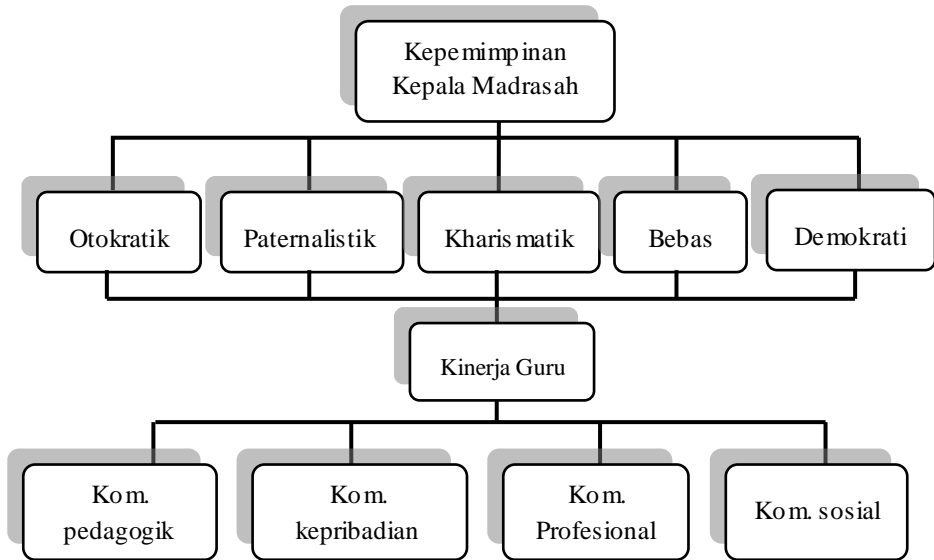 Kepemimpinan
Kepala Madrasah
Otokratik
Paternalistik
Kharismatik
Bebas
Demokrati
Kinerja Guru
Kom.
pedagogik
Kom.
kepribadian
Kom.
Profesional
Kom. sosial